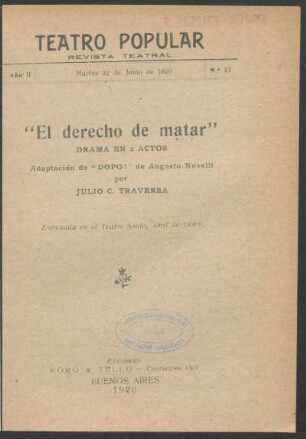 TEATRO POPULAR
REVISTA TEATRAL
Año II Martes 22 de Junio de 1920 N.º
"El derecho de matar"
DRAMA EN 2 ACTOS
Adaptación de "DOPO!" de Augusto Novelli
por
JULIO C. TRAVERSA
Estrenada en el Teatro Apolo, Abril de
Editores
MORO & TELLO
BUENOS AIRES
1920